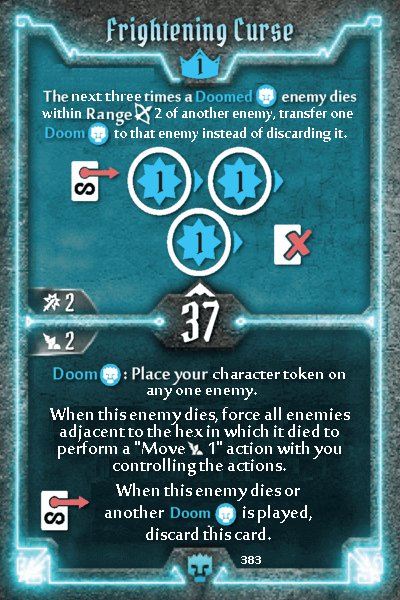 Frightening Curse
1
The next three times a Doomed enemy dies
within Range 2 of another enemy, transfer one
Doom to that enemy instead of discarding it.
S
1 1
1
2
37
2
Doom : Place your character token on
any one enemy.
When this enemy dies, force all enemies
adjacent to the hex in which it died to
perform a "Move 1" action with you
controlling the actions.
S
When this enemy dies or
another Doom is played,
discard this card.
383